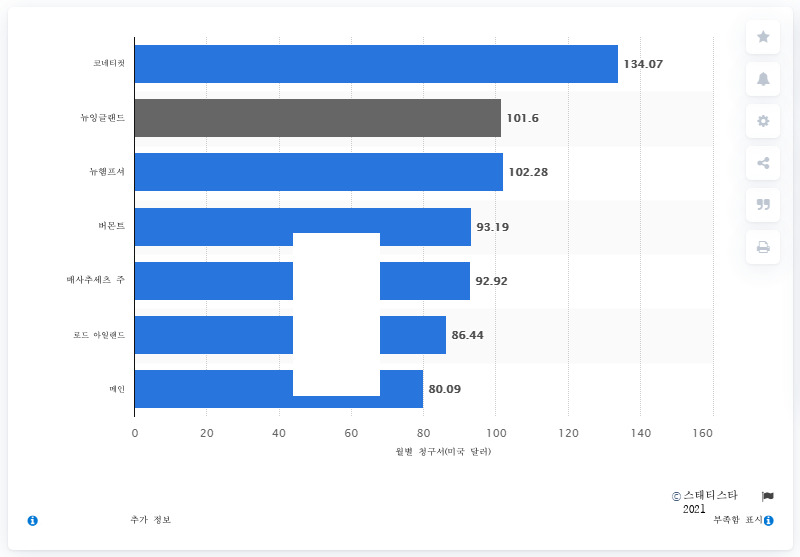 코네티컷
134.07
뉴잉글랜드
101.6
뉴햄프셔
102.28
버몬트
93.19
매사추세츠 주
92.92
로드 아일랜드
86.44
메인
80.09
0 20 40 60 80 100 120 140 160
월별 청구서(미국 달러)
© 스태티스타
2021
추가 정보
부족함 표시